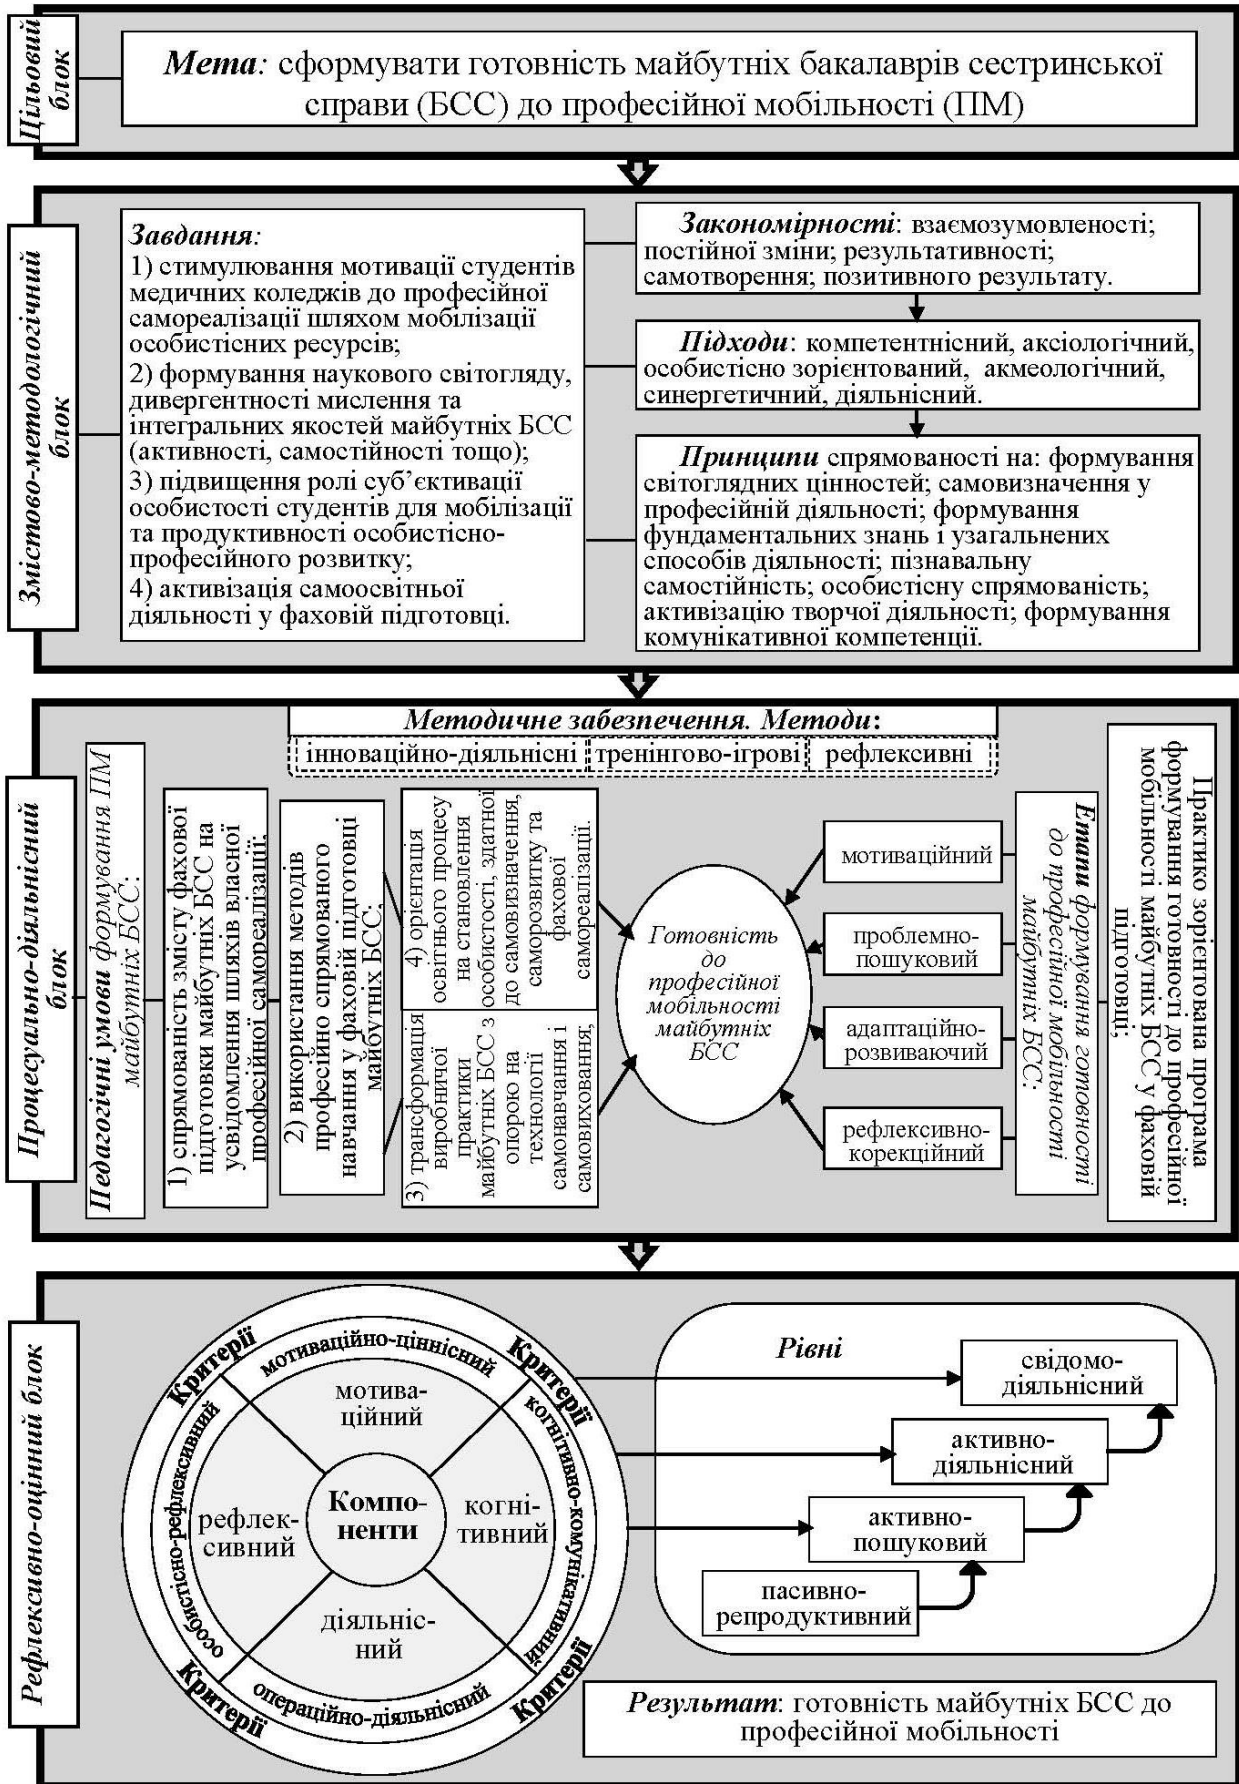 Цільовий
блок
Мета: сформувати готовність майбутніх бакалаврів сестринської
справи (БСС) до професійної мобільності (ПМ)
Змістово-методологічний
блок
Завдання:
1) стимулювання мотивації студентів
медичних коледжів до професійної
самореалізації шляхом мобілізації
особистісних ресурсів;
2) формування наукового світогляду,
дивергентності мислення та
інтегральних якостей майбутніх БСС
(активності, самостійності тощо);
3) підвищення ролі суб’єктивації
особистості студентів для мобілізації
та продуктивності особистісно-
професійного розвитку;
4) активізація самоосвітньої
діяльності у фаховій підготовці.
Закономірності: взаємозумовленості;
постійної зміни; результативності;
самотворення; позитивного результату.
Підходи: компетентнісний, аксіологічний,
особистісно зорієнтований, акмеологічний,
синергетичний, діяльнісний.
Принципи спрямованості на: формування
світоглядних цінностей; самовизначення у
професійній діяльності; формування
фундаментальних знань і узагальнених
способів діяльності; пізнавальну
самостійність; особистісну спрямованість;
активізацію творчої діяльності; формування
комунікативної компетенції.
Процесуально-діяльнісний
блок
Методичне забезпечення. Методи:
інноваційно-діяльнісні
тренінгово-ігрові
рефлексивні
Педагогічні умови формування ПМ
майбутніх БСС:
1) спрямованість змісту фахової
підготовки майбутніх БСС на
усвідомлення шляхів власної
професійної самореалізації;
2) використання методів
професійно спрямованого
навчання у фаховій підготовці
майбутніх БСС,
4) орієнтація
освітнього процесу
на становлення
особистості, здатної
до самовизначення,
саморозвитку та
фахової
самореалізації.
3) трансформація
виробничої
практики
майбутніх БСС з
опорою на
технології
самонавчання і
самовиховання,
Готовність
до
професійної
мобільності
майбутніх
БСС
мотиваційний
проблемно-
пошуковий
адаптаційно-
розвиваючий
рефлексивно-
корекційний
Етапи формування готовності
до професійної мобільності
майбутніх БСС:
Практико зорієнтована програма
формування готовності до професійної
мобільності майбутніх БСС у фаховій
підготовці;
Рефлексивно-оцінний блок
Критерії
Критерії
Критерії
Критерії
мотиваційно-ціннісний
когнітивно-комунікативний
операційно-діяльнісний
особистісно-рефлексивний
мотива-
ційний
Компо-
ненти
рефлек-
сивний
когні-
тивний
діяльніс-
ний
Рівні
свідомо-
діяльнісний
активно-
діяльнісний
активно-
пошуковий
пасивно-
репродуктивний
Результат: готовність майбутніх БСС до
професійної мобільності